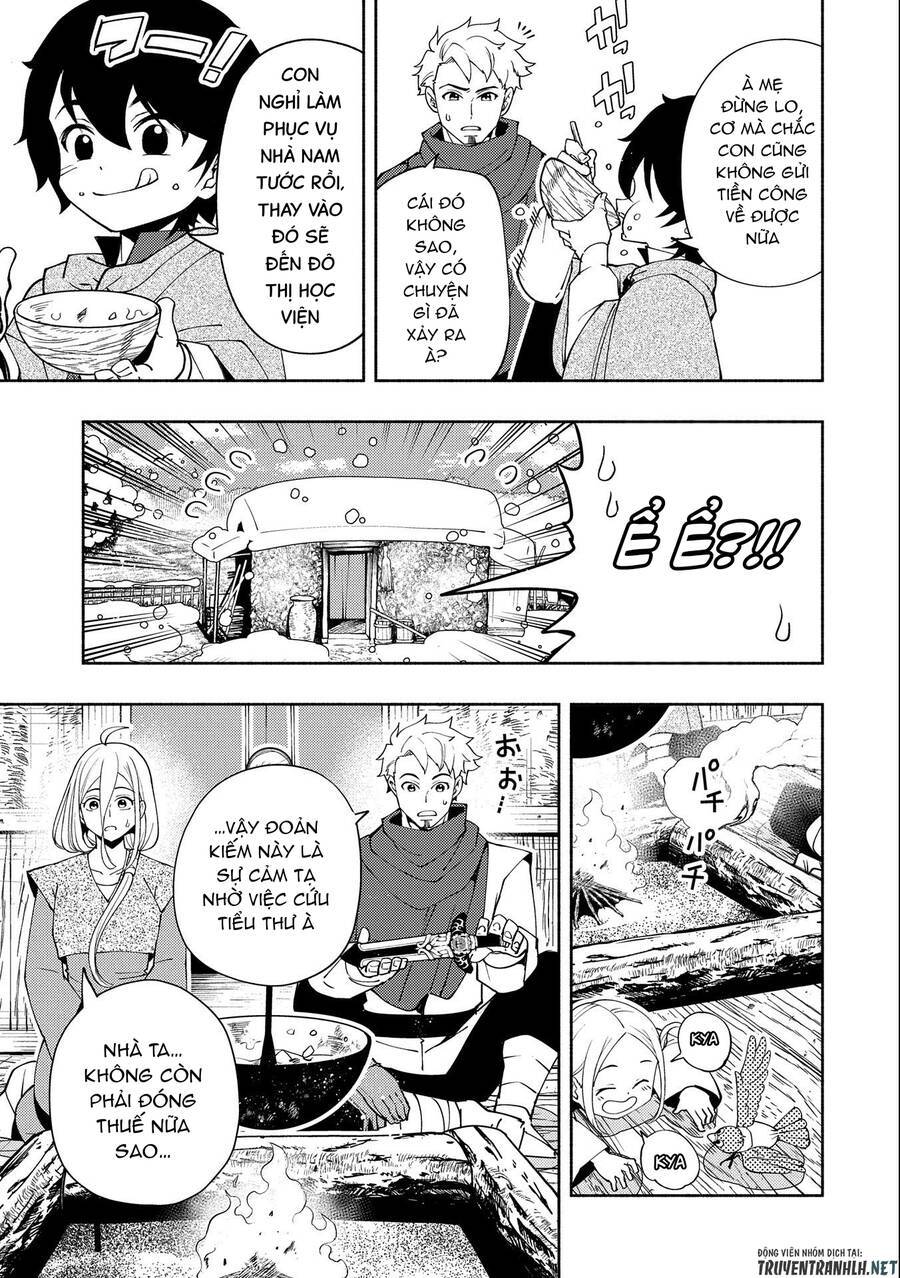 À MẸ
ĐỪNG LO,
CƠ MÀ CHẮC
CON CŨNG
KHÔNG GỬI
TIỀN CÔNG
VỀ ĐƯỢC
NỮA
ハグ
ハグ
CÁI ĐÓ
KHÔNG
SAO,
VẬY CÓ
CHUYỆN
GÌ ĐÃ
XẢY RA
À?
CON
NGHỈ LÀM
PHỤC VỤ
NHÀ NAM
TƯỚC RỒI,
THAY VÀO
ĐÓ SẼ
ĐẾN ĐÔ
THỊ HỌC
VIỆN
Ể Ể?!!
パチ
パチ
KYA
KYA
おお…
...VẬY ĐOẢN
KIẾM NÀY LÀ
SỰ CẢM TẠ
NHỜ VIỆC CỨU
TIỂU THƯ À
NHÀ TA...
KHÔNG CÒN
PHẢI ĐÓNG
THUẾ NỮA
SAO...
ĐỘNG VIÊN NHÓM DỊCH TẠI:
TRUYENTRANHLH.NET